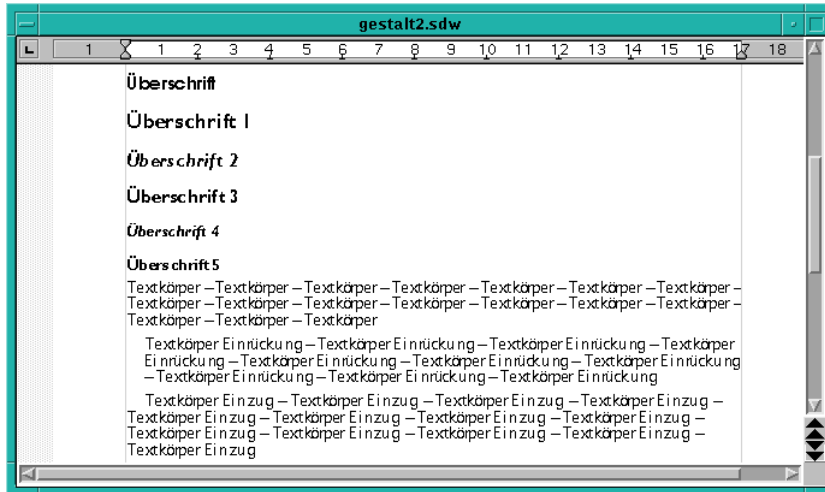 gestalt2.sdw
1 1 2 3 4 5 6 7 8 9 10 11 12 13 14 15 16 17 18
Überschrift
Überschrift 1
Überschrift 2
Überschrift 3
Überschrift 4
Überschrift 5
Textkörper – Textkörper – Textkörper – Textkörper – Textkörper – Textkörper – Textkörper –
Textkörper – Textkörper – Textkörper – Textkörper – Textkörper – Textkörper – Textkörper –
Textkörper – Textkörper – Textkörper
Textkörper Einrückung – Textkörper Einrückung – Textkörper Einrückung – Textkörper
Einrückung – Textkörper Einrückung – Textkörper Einrückung – Textkörper Einrückung
– Textkörper Einrückung – Textkörper Einrückung – Textkörper Einrückung
Textkörper Einzug – Textkörper Einzug – Textkörper Einzug – Textkörper Einzug –
Textkörper Einzug – Textkörper Einzug – Textkörper Einzug – Textkörper Einzug –
Textkörper Einzug – Textkörper Einzug – Textkörper Einzug – Textkörper Einzug –
Textkörper Einzug